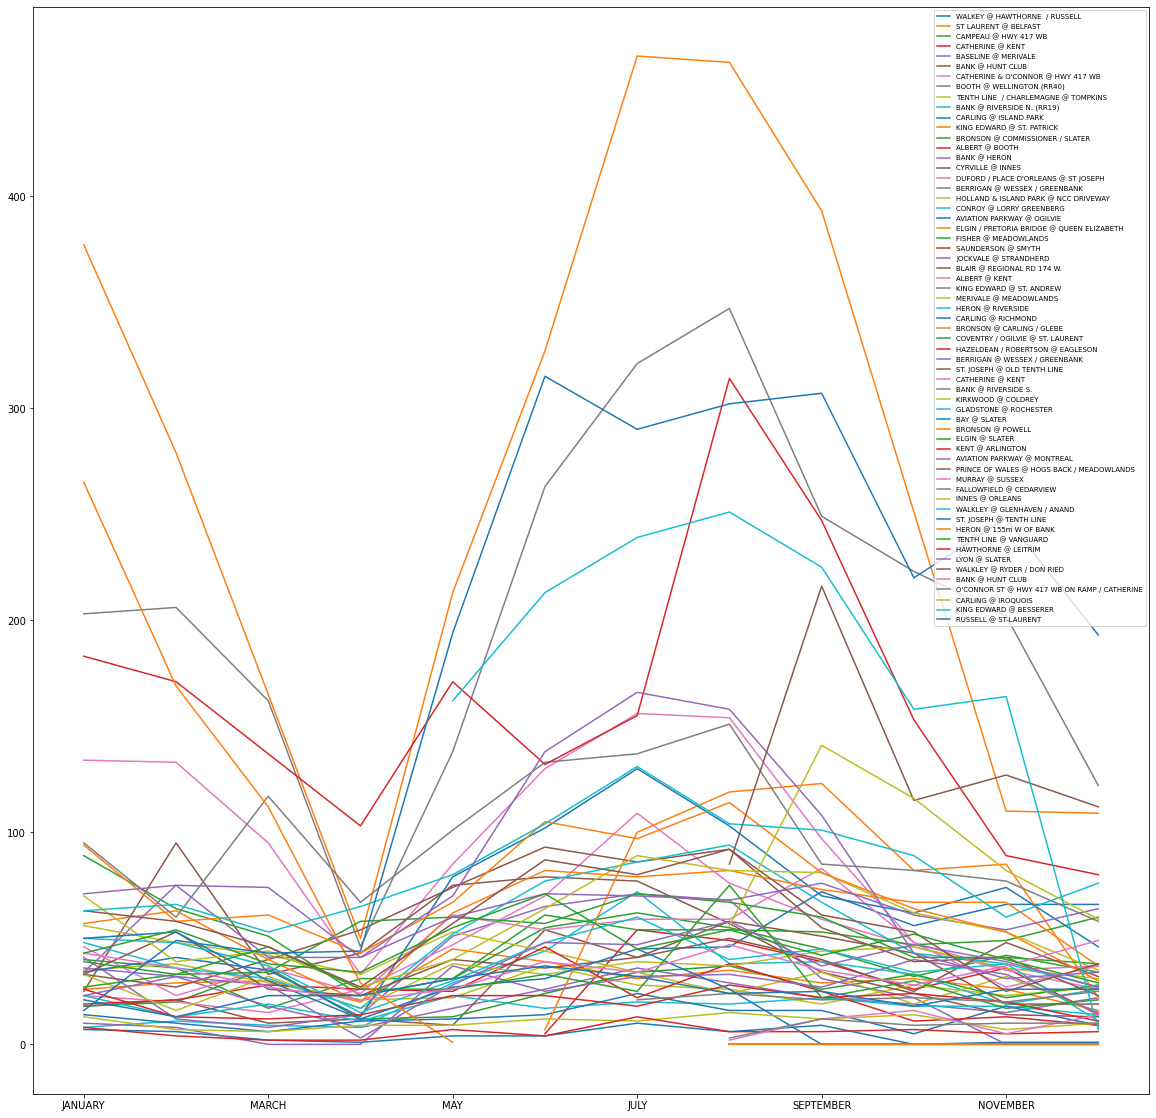 WALKEY @ HAWTHORNE  / RUSSELL
ST LAURENT @ BELFAST
CAMPEAU @ HWY 417 WB
CATHERINE @ KENT
BASELINE @ MERIVALE
BANK @ HUNT CLUB
CATHERINE & O'CONNOR @ HWY 417 WB
BOOTH @ WELLINGTON (RR40)
TENTH LINE  / CHARLEMAGNE @ TOMPKINS
BANK @ RIVERSIDE N. (RR19)
CARLING @ ISLAND PARK
KING EDWARD @ ST. PATRICK
BRONSON @ COMMISSIONER / SLATER
ALBERT @ BOOTH
BANK @ HERON
CYRVILLE @ INNES
DUFORD / PLACE D'ORLEANS @ ST JOSEPH
BERRIGAN @ WESSEX / GREENBANK
HOLLAND & ISLAND PARK @ NCC DRIVEWAY
CONROY @ LORRY GREENBERG
AVIATION PARKWAY @ OGILVIE
ELGIN / PRETORIA BRIDGE @ QUEEN ELIZABETH
FISHER @ MEADOWLANDS
SAUNDERSON @ SMYTH
JOCKVALE @ STRANDHERD
BLAIR @ REGIONAL RD 174 W.
ALBERT @ KENT
KING EDWARD @ ST. ANDREW
MERIVALE @ MEADOWLANDS
HERON @ RIVERSIDE
CARLING @ RICHMOND
BRONSON @ CARLING / GLEBE
COVENTRY / OGILVIE @ ST. LAURENT
HAZELDEAN / ROBERTSON @ EAGLESON
BERRIGAN @ WESSEX / GREENBANK
ST. JOSEPH @ OLD TENTH LINE
CATHERINE @ KENT
BANK @ RIVERSIDE S.
KIRKWOOD @ COLDREY
GLADSTONE @ ROCHESTER
BAY @ SLATER
BRONSON @ POWELL
ELGIN @ SLATER
KENT @ ARLINGTON
AVIATION PARKWAY @ MONTREAL
PRINCE OF WALES @ HOGS BACK / MEADOWLANDS
MURRAY @ SUSSEX
FALLOWFIELD @ CEDARVIEW
INNES @ ORLEANS
WALKLEY @ GLENHAVEN / ANAND
ST. JOSEPH @ TENTH LINE
HERON @ 155m W OF BANK
TENTH LINE @ VANGUARD
HAWTHORNE @ LEITRIM
LYON @ SLATER
WALKLEY @ RYDER / DON RIED
BANK @ HUNT CLUB
O'CONNOR ST @ HWY 417 WB ON RAMP / CATHERINE
CARLING @ IROQUOIS
KING EDWARD @ BESSERER
RUSSELL @ ST-LAURENT
400
300
200
100
0
JANUARY MARCH MAY JULY SEPTEMBER NOVEMBER